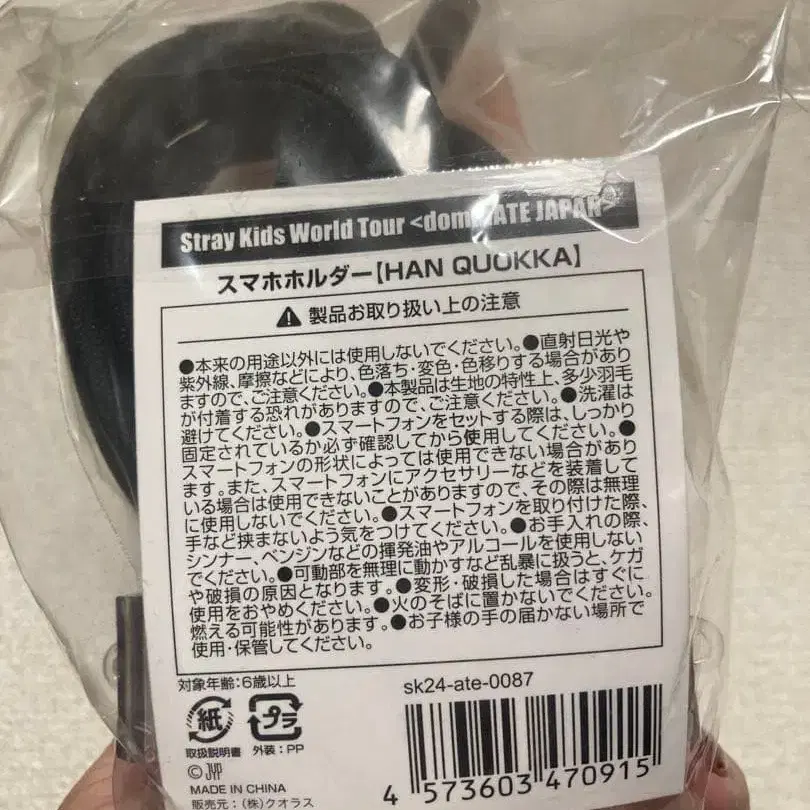 Stray Kids World Tour <dominATE JAPAN>
スマホホルダー【HAN QUOKKA】
製品お取り扱い上の注意
●本来の用途以外には使用しないでください。●直射日光や
紫外線、摩擦などにより、色落ち・変色・色移りする場合があり
ますので、ご注意ください。●本製品は生地の特性上、多少羽毛
が付着する恐れがありますので、ご注意ください。●洗濯は
避けてください。●スマートフォンをセットする際は、しっかり
固定されているか必ず確認してから使用してください。●
スマートフォンの形状によっては使用できない場合があり
ます。また、スマートフォンにアクセサリーなどを装着して
いる場合は使用できないことがありますので、その際は無理
に使用しないでください。●スマートフォンを取り付けた際、
手など挟まないよう気をつけてください。●お手入れの際、
シンナー、ベンジンなどの揮発油やアルコールを使用しない
でください。●可動部を無理に動かすなど乱暴に扱うと、ケガ
や破損の原因となります。●変形・破損した場合はすぐに
使用をおやめください。●火のそばに置かないでください。
燃える可能性があります。●お子様の手の届かない場所で
使用・保管してください。
対象年齢:6歳以上
sk24-ate-0087
紙 プラ
取扱説明書 外装:PP
©JYP
MADE IN CHINA
販売元:(株)クオラス
4 573603 470915